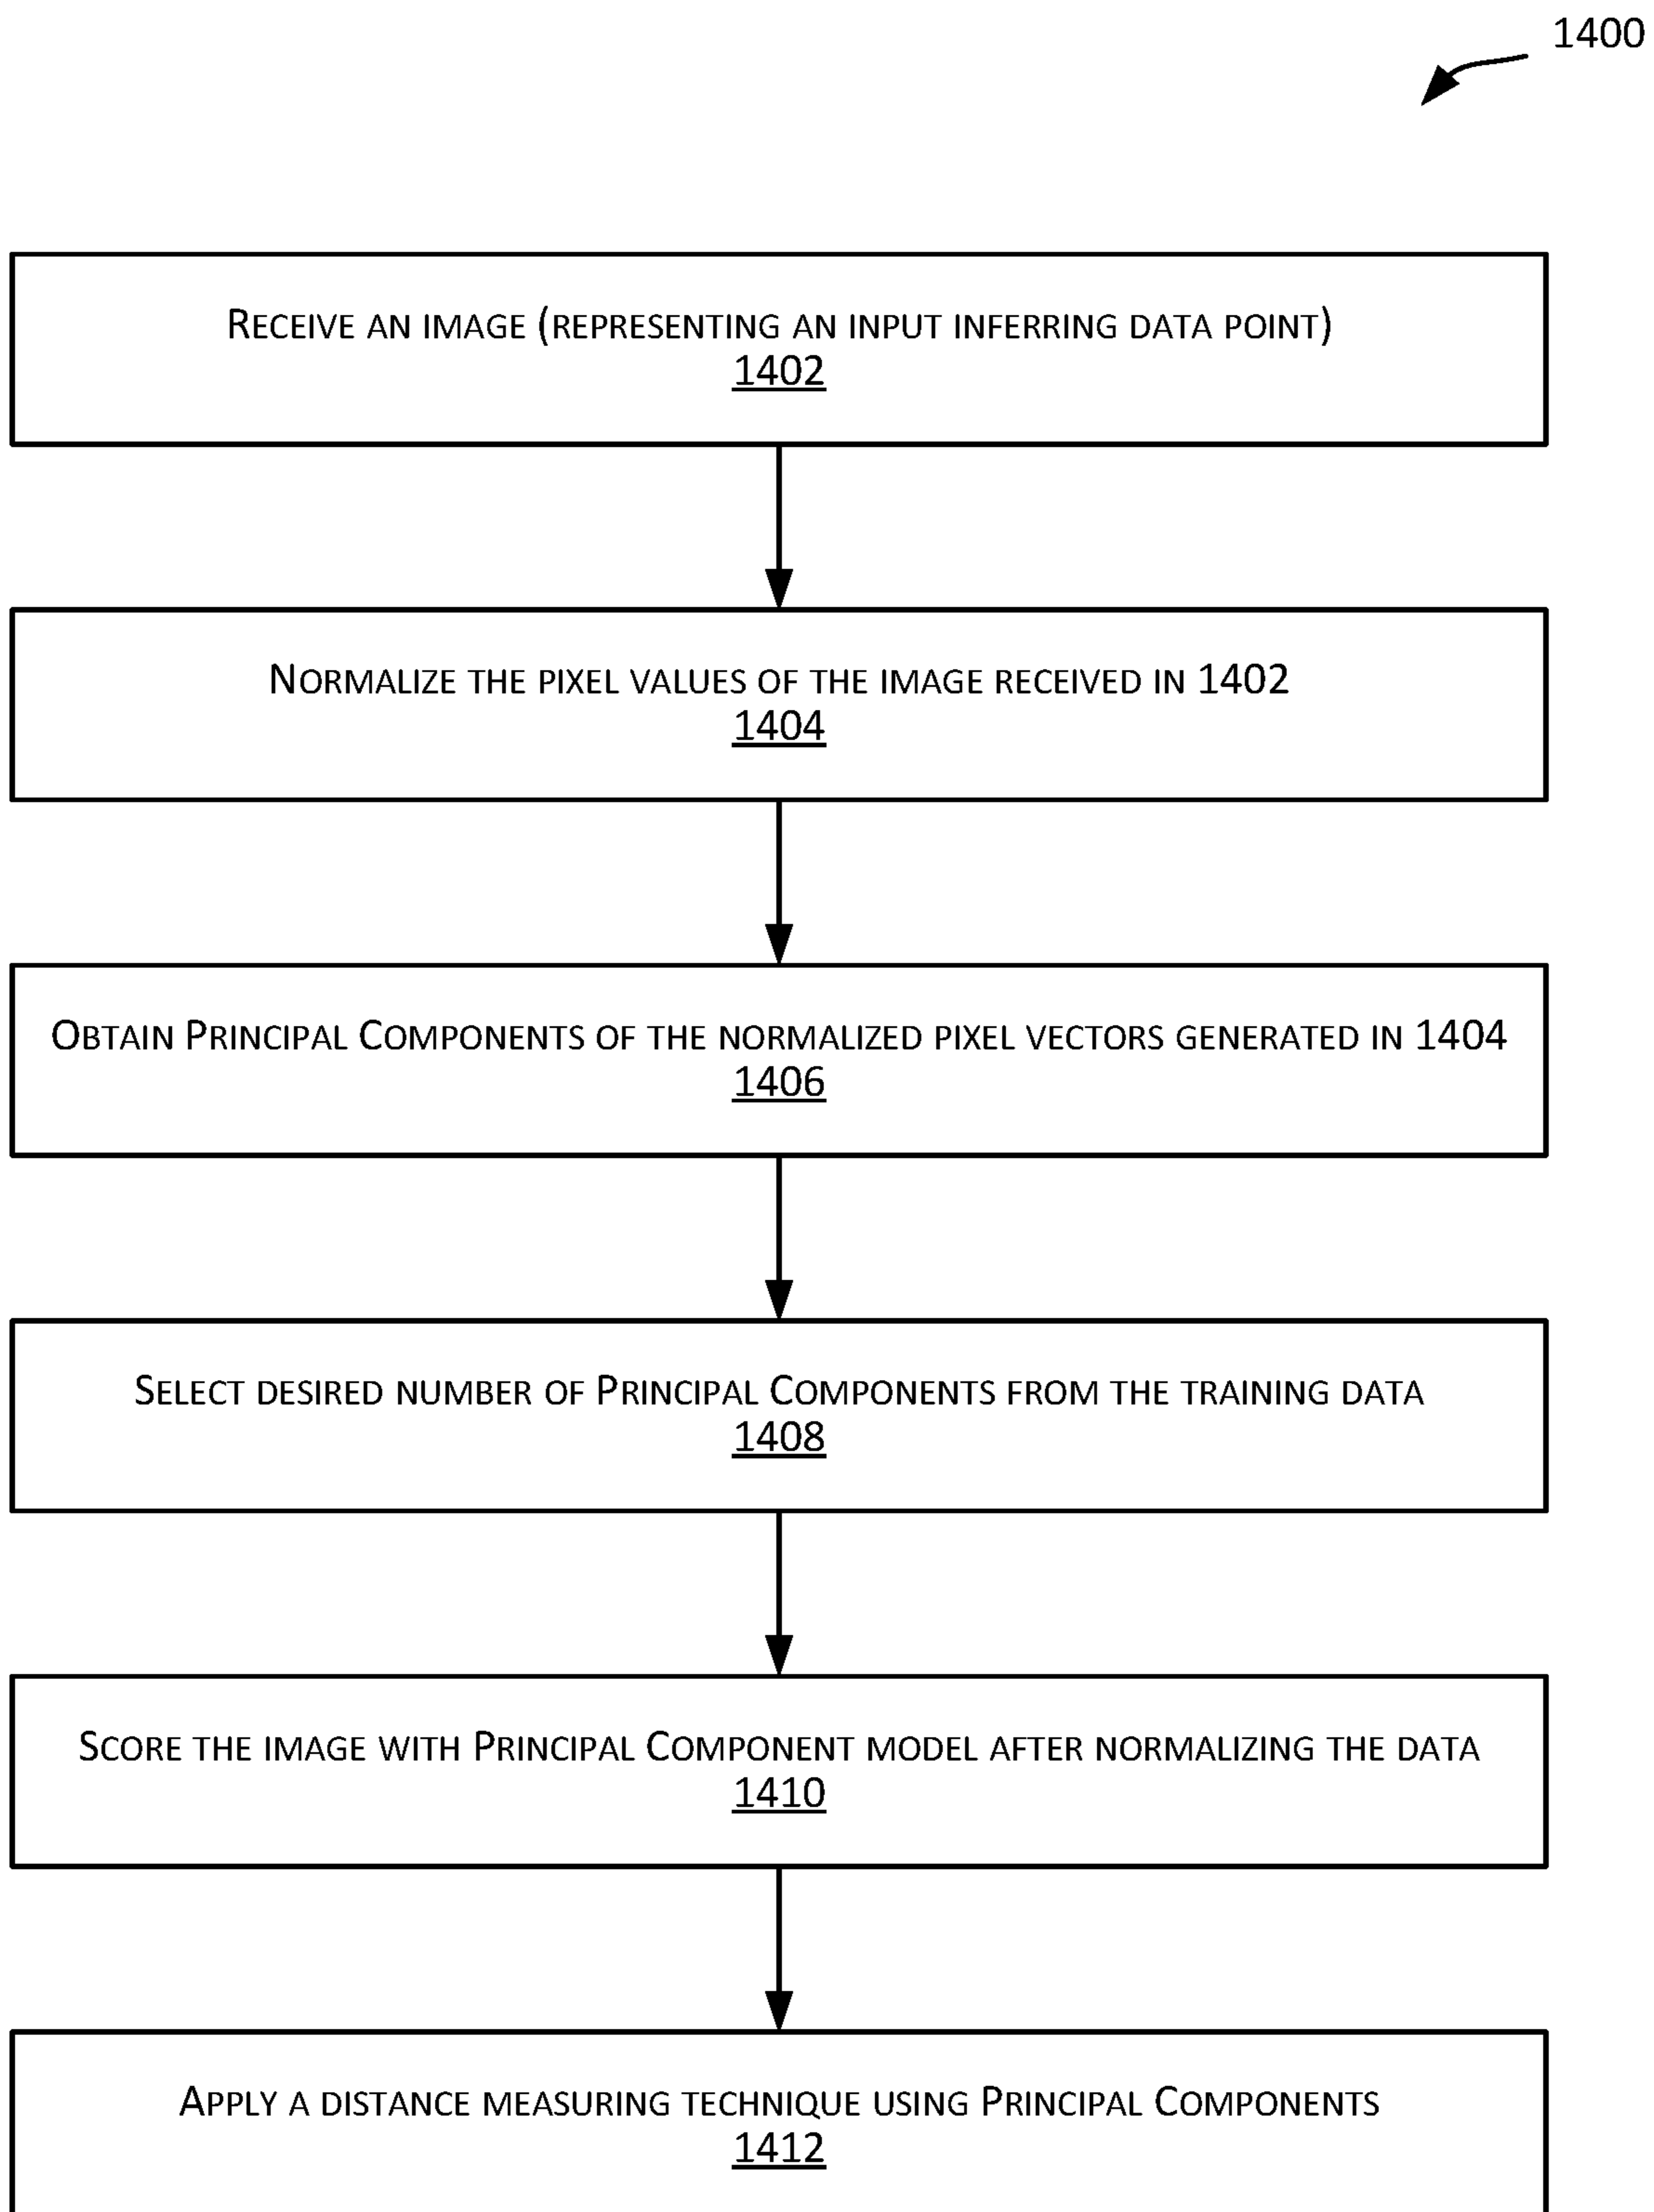 1400
RECEIVE AN IMAGE (REPRESENTING AN INPUT INFERRING DATA POINT)
1402
NORMALIZE THE PIXEL VALUES OF THE IMAGE RECEIVED IN 1402
1404
OBTAIN PRINCIPAL COMPONENTS OF THE NORMALIZED PIXEL VECTORS GENERATED IN 1404
1406
SELECT DESIRED NUMBER OF PRINCIPAL COMPONENTS FROM THE TRAINING DATA
1408
SCORE THE IMAGE WITH PRINCIPAL COMPONENT MODEL AFTER NORMALIZING THE DATA
1410
APPLY A DISTANCE MEASURING TECHNIQUE USING PRINCIPAL COMPONENTS
1412